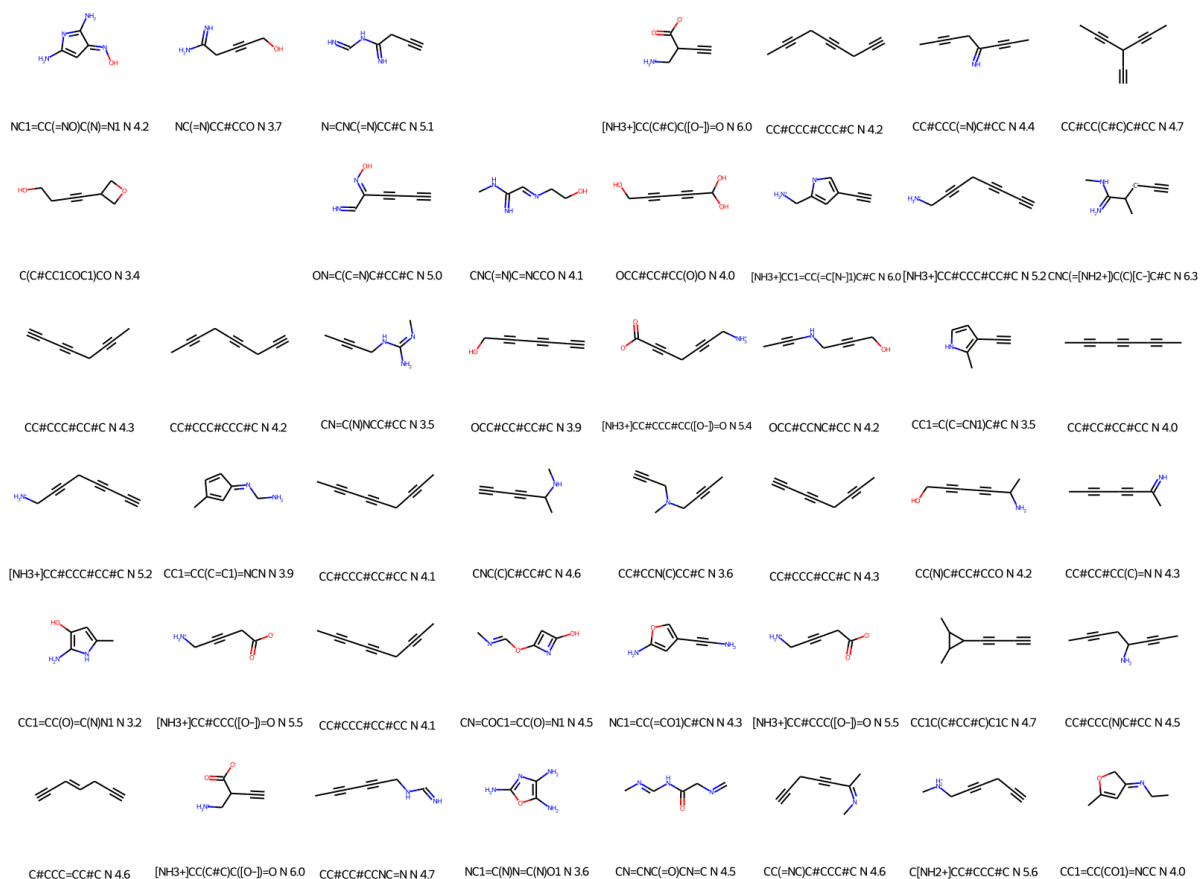 NC1=CC(=NO)C(N)=N1 N 4.2
NC(=N)CC#CCO N 3.7
N=CNC(=N)CC#C N 5.1
[NH3+]CC(C#C)C([O-])=O N 6.0
CC#CCC#CCC#C N 4.2
CC#CCC(=N)C#CC N 4.4
CC#CC(C#C)C#CC N 4.7
C(C#CC1COC1)CO N 3.4
ON=C(C=N)C#CC#C N 5.0
CNC(=N)C=NCCO N 4.1
OCC#CC#CC(O)O N 4.0
[NH3+]CC1=CC(=C[N-]1)C#C N 6.0
[NH3+]CC#CCC#CC#C N 5.2
CNC(=[NH2+])C(C)[C-]C#C N 6.3
CC#CCC#CC#C N 4.3
CC#CCC#CCC#C N 4.2
CN=C(N)NCC#CC N 3.5
OCC#CC#CC#C N 3.9
[NH3+]CC#CCC#CC([O-])=O N 5.4
OCC#CCNC#CC N 4.2
CC1=C(C=CN1)C#C N 3.5
CC#CC#CC#CC N 4.0
[NH3+]CC#CCC#CC#C N 5.2
CC1=CC(C=C1)=NCN N 3.9
CC#CCC#CC#CC N 4.1
CNC(C)C#CC#C N 4.6
CC#CCN(C)CC#C N 3.6
CC#CCC#CC#C N 4.3
CC(N)C#CC#CCO N 4.2
CC#CC#CC(C)=N N 4.3
CC1=CC(O)=C(N)N1 N 3.2
[NH3+]CC#CCC([O-])=O N 5.5
CC#CCC#CC#CC N 4.1
CN=COC1=CC(O)=N1 N 4.5
NC1=CC(=CO1)C#CN N 4.3
[NH3+]CC#CCC([O-])=O N 5.5
CC1C(C#CC#C)C1C N 4.7
CC#CCC(N)C#CC N 4.5
C#CCC=CC#C N 4.6
[NH3+]CC(C#C)C([O-])=O N 6.0
CC#CC#CCNC=N N 4.7
NC1=C(N)N=C(N)O1 N 3.6
CN=CNC(=O)CN=C N 4.5
CC(=NC)C#CCC#C N 4.6
C[NH2+]CC#CCC#C N 5.6
CC1=CC(CO1)=NCC N 4.0